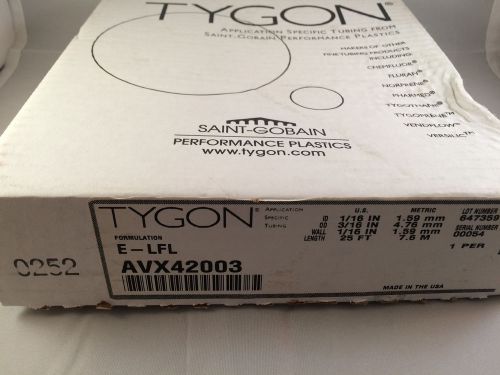 TYGON®
APPLICATION SPECIFIC TUBING FROM
SAINT-GOBAIN PERFORMANCE PLASTICS
MAKERS OF OTHER
FINE TUBING PRODUCTS
INCLUDING:
CHEMFLUOR®
FLURAN®
NORPRENE®
PHARMED®
TYGOTHANE®
TYGOPRENE®
VENDFLOW®
VERSILIC®
SAINT-GOBAIN
PERFORMANCE PLASTICS
www.tygon.com
TYGON®
APPLICATION
SPECIFIC
TUBING
U.S. METRIC
ID 1/16 IN 1.59 mm
OD 3/16 IN 4.76 mm
WALL 1/16 IN 1.59 mm
LENGTH 25 FT 7.6 M
LOT NUMBER
647359
SERIAL NUMBER
00054
1 PER
FORMULATION
E-LFL
AVX42003
MADE IN THE USA
0252